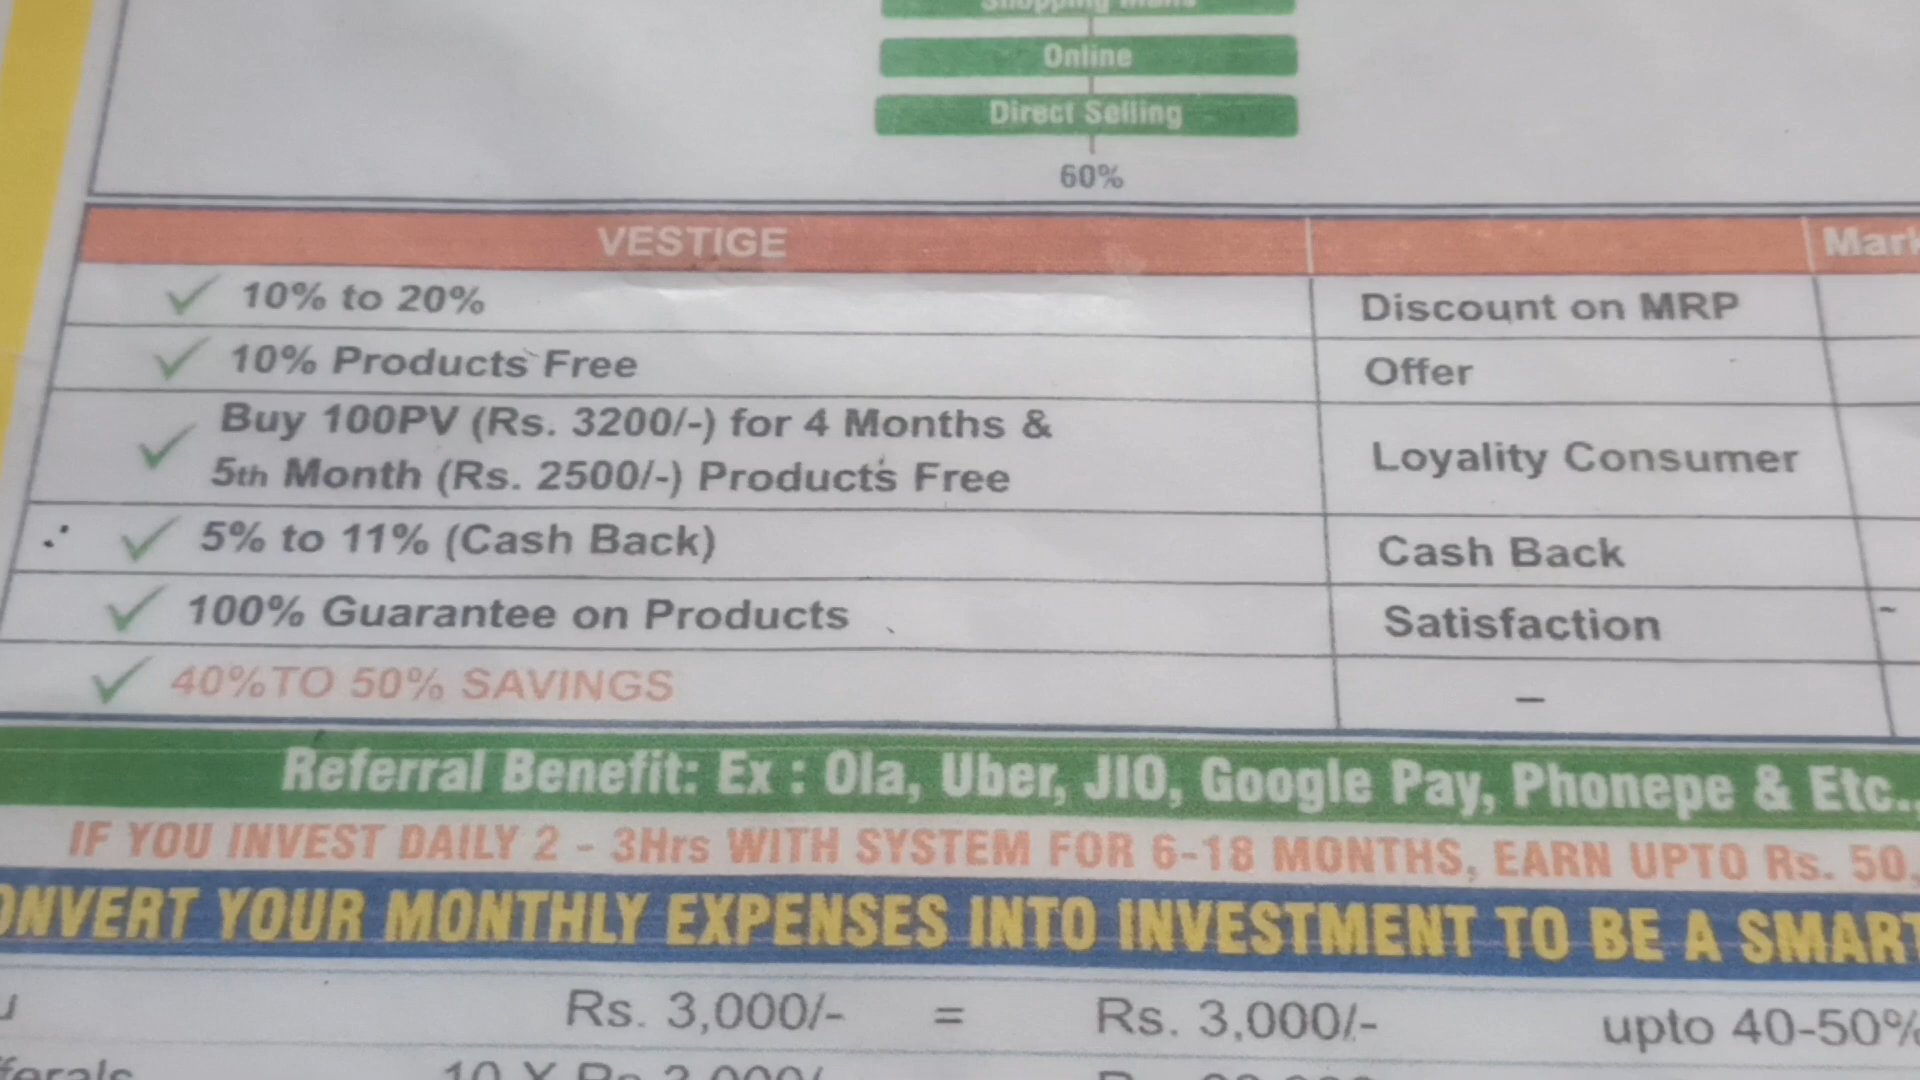 Shopping Malls
Online
Direct Selling
60%
VESTIGE
10% to 20%
Discount on MRP
10% Products Free
Offer
Buy 100PV (Rs. 3200/-) for 4 Months &
5th Month (Rs. 2500/-) Products Free
Loyality Consumer
5% to 11% (Cash Back)
Cash Back
100% Guarantee on Products
Satisfaction
40%TO 50% SAVINGS
–
Referral Benefit: Ex : Ola, Uber, JIO, Google Pay, Phonepe & Etc..,
IF YOU INVEST DAILY 2 - 3Hrs WITH SYSTEM FOR 6-18 MONTHS, EARN UPTO Rs. 50,
ONVERT YOUR MONTHLY EXPENSES INTO INVESTMENT TO BE A SMART
Rs. 3,000/- = Rs. 3,000/- upto 40-50%